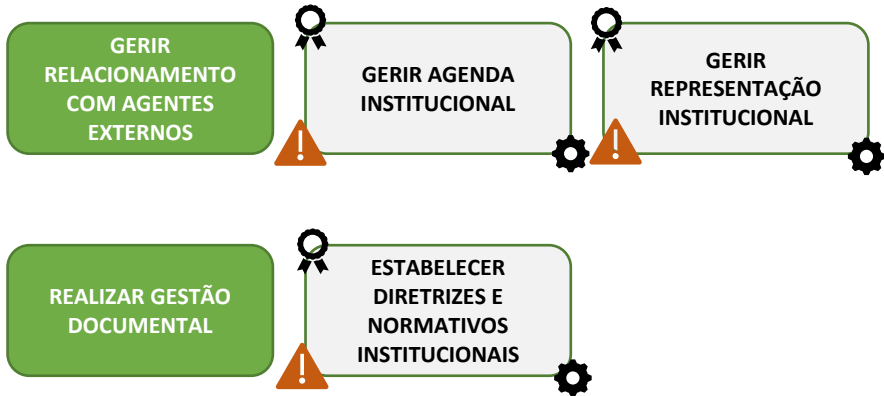 GERIR
RELACIONAMENTO
COM AGENTES
EXTERNOS
GERIR AGENDA
INSTITUCIONAL
GERIR
REPRESENTAÇÃO
INSTITUCIONAL
REALIZAR GESTÃO
DOCUMENTAL
ESTABELECER
DIRETRIZES E
NORMATIVOS
INSTITUCIONAIS